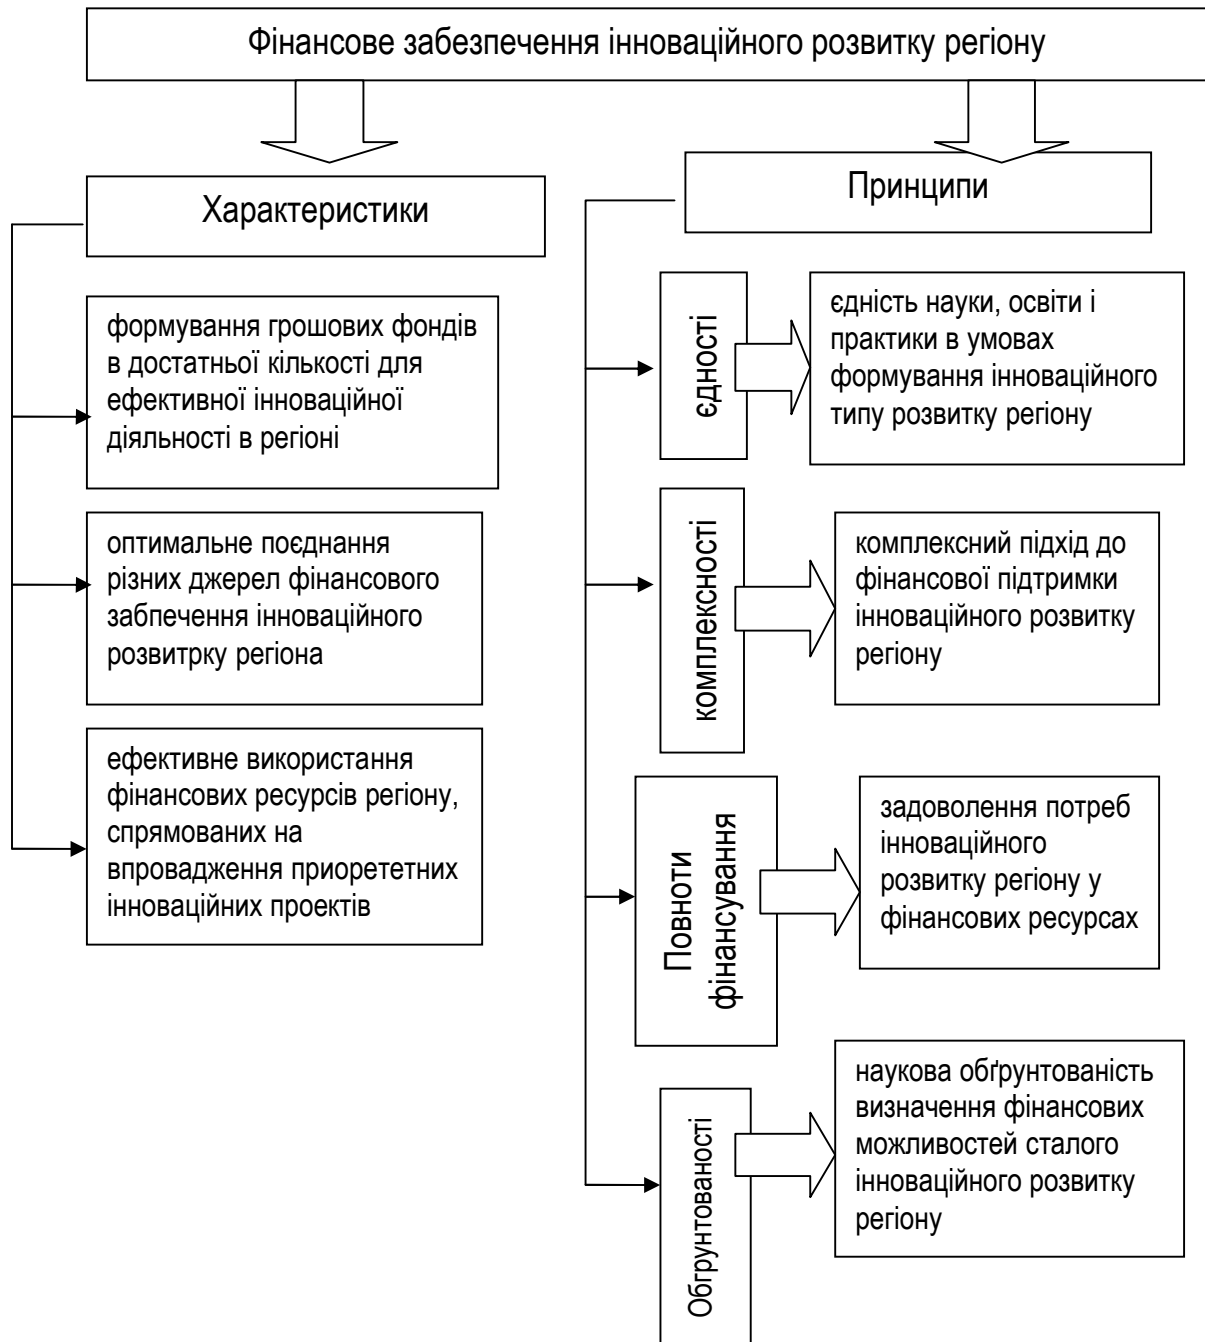 Фінансове забезпечення інноваційного розвитку регіону
Характеристики
формування грошових фондів
в достатньої кількості для
ефективної інноваційної
діяльності в регіоні
оптимальне поєднання
різних джерел фінансового
забпечення інноваційного
розвитрку регіона
ефективне використання
фінансових ресурсів регіону,
спрямованих на
впровадження приорететних
інноваційних проектів
Принципи
єдності
єдність науки, освіти і
практики в умовах
формування інноваційного
типу розвитку регіону
комплексності
комплексний підхід до
фінансової підтримки
інноваційного розвитку
регіону
Повноти
фінансування
задоволення потреб
інноваційного
розвитку регіону у
фінансових ресурсах
Обгрунтованості
наукова обґрунтованість
визначення фінансових
можливостей сталого
інноваційного розвитку
регіону